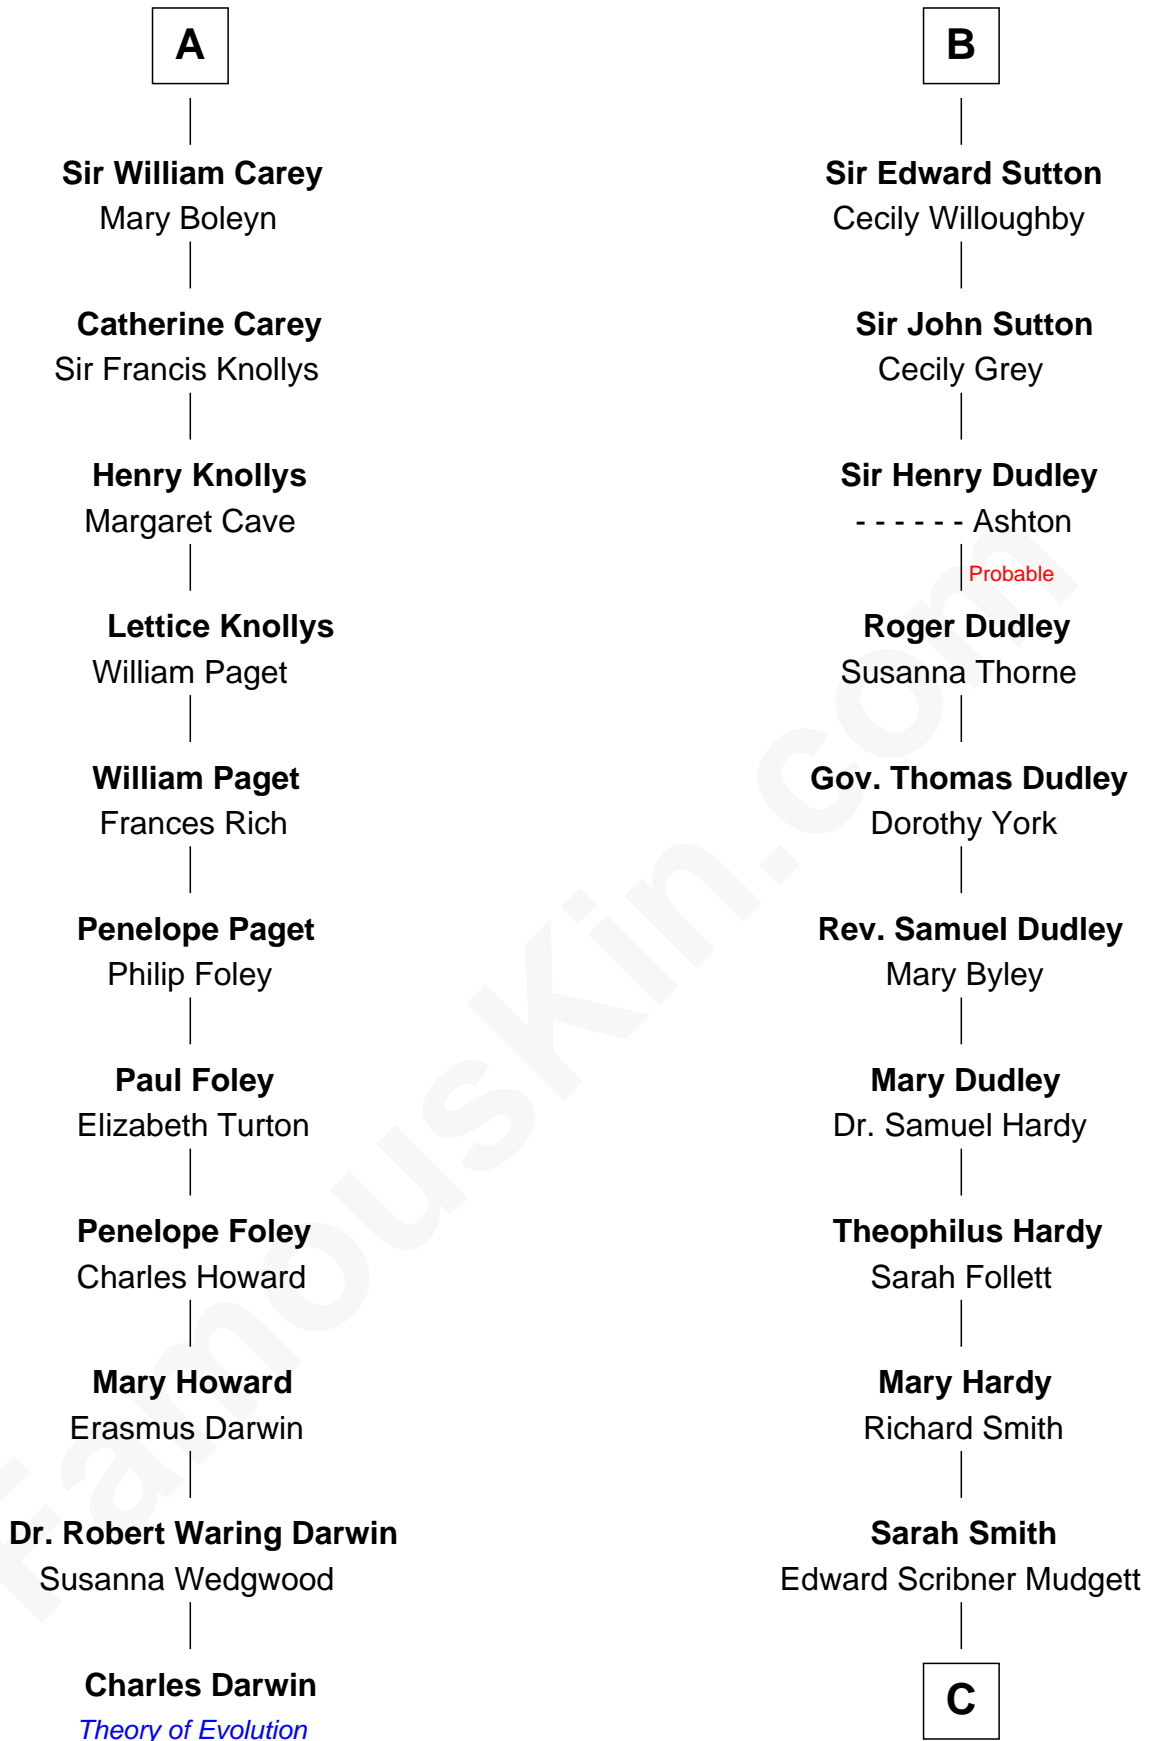 A
Sir William Carey
Mary Boleyn
Catherine Carey
Sir Francis Knollys
Henry Knollys
Margaret Cave
Lettice Knollys
William Paget
William Paget
Frances Rich
Penelope Paget
Philip Foley
Paul Foley
Elizabeth Turton
Penelope Foley
Charles Howard
Mary Howard
Erasmus Darwin
Dr. Robert Waring Darwin
Susanna Wedgwood
Charles Darwin
Theory of Evolution
B
Sir Edward Sutton
Cecily Willoughby
Sir John Sutton
Cecily Grey
Sir Henry Dudley
- - - - - - Ashton
Probable
Roger Dudley
Susanna Thorne
Gov. Thomas Dudley
Dorothy York
Rev. Samuel Dudley
Mary Byley
Mary Dudley
Dr. Samuel Hardy
Theophilus Hardy
Sarah Follett
Mary Hardy
Richard Smith
Sarah Smith
Edward Scribner Mudgett
C
FamousKin.com